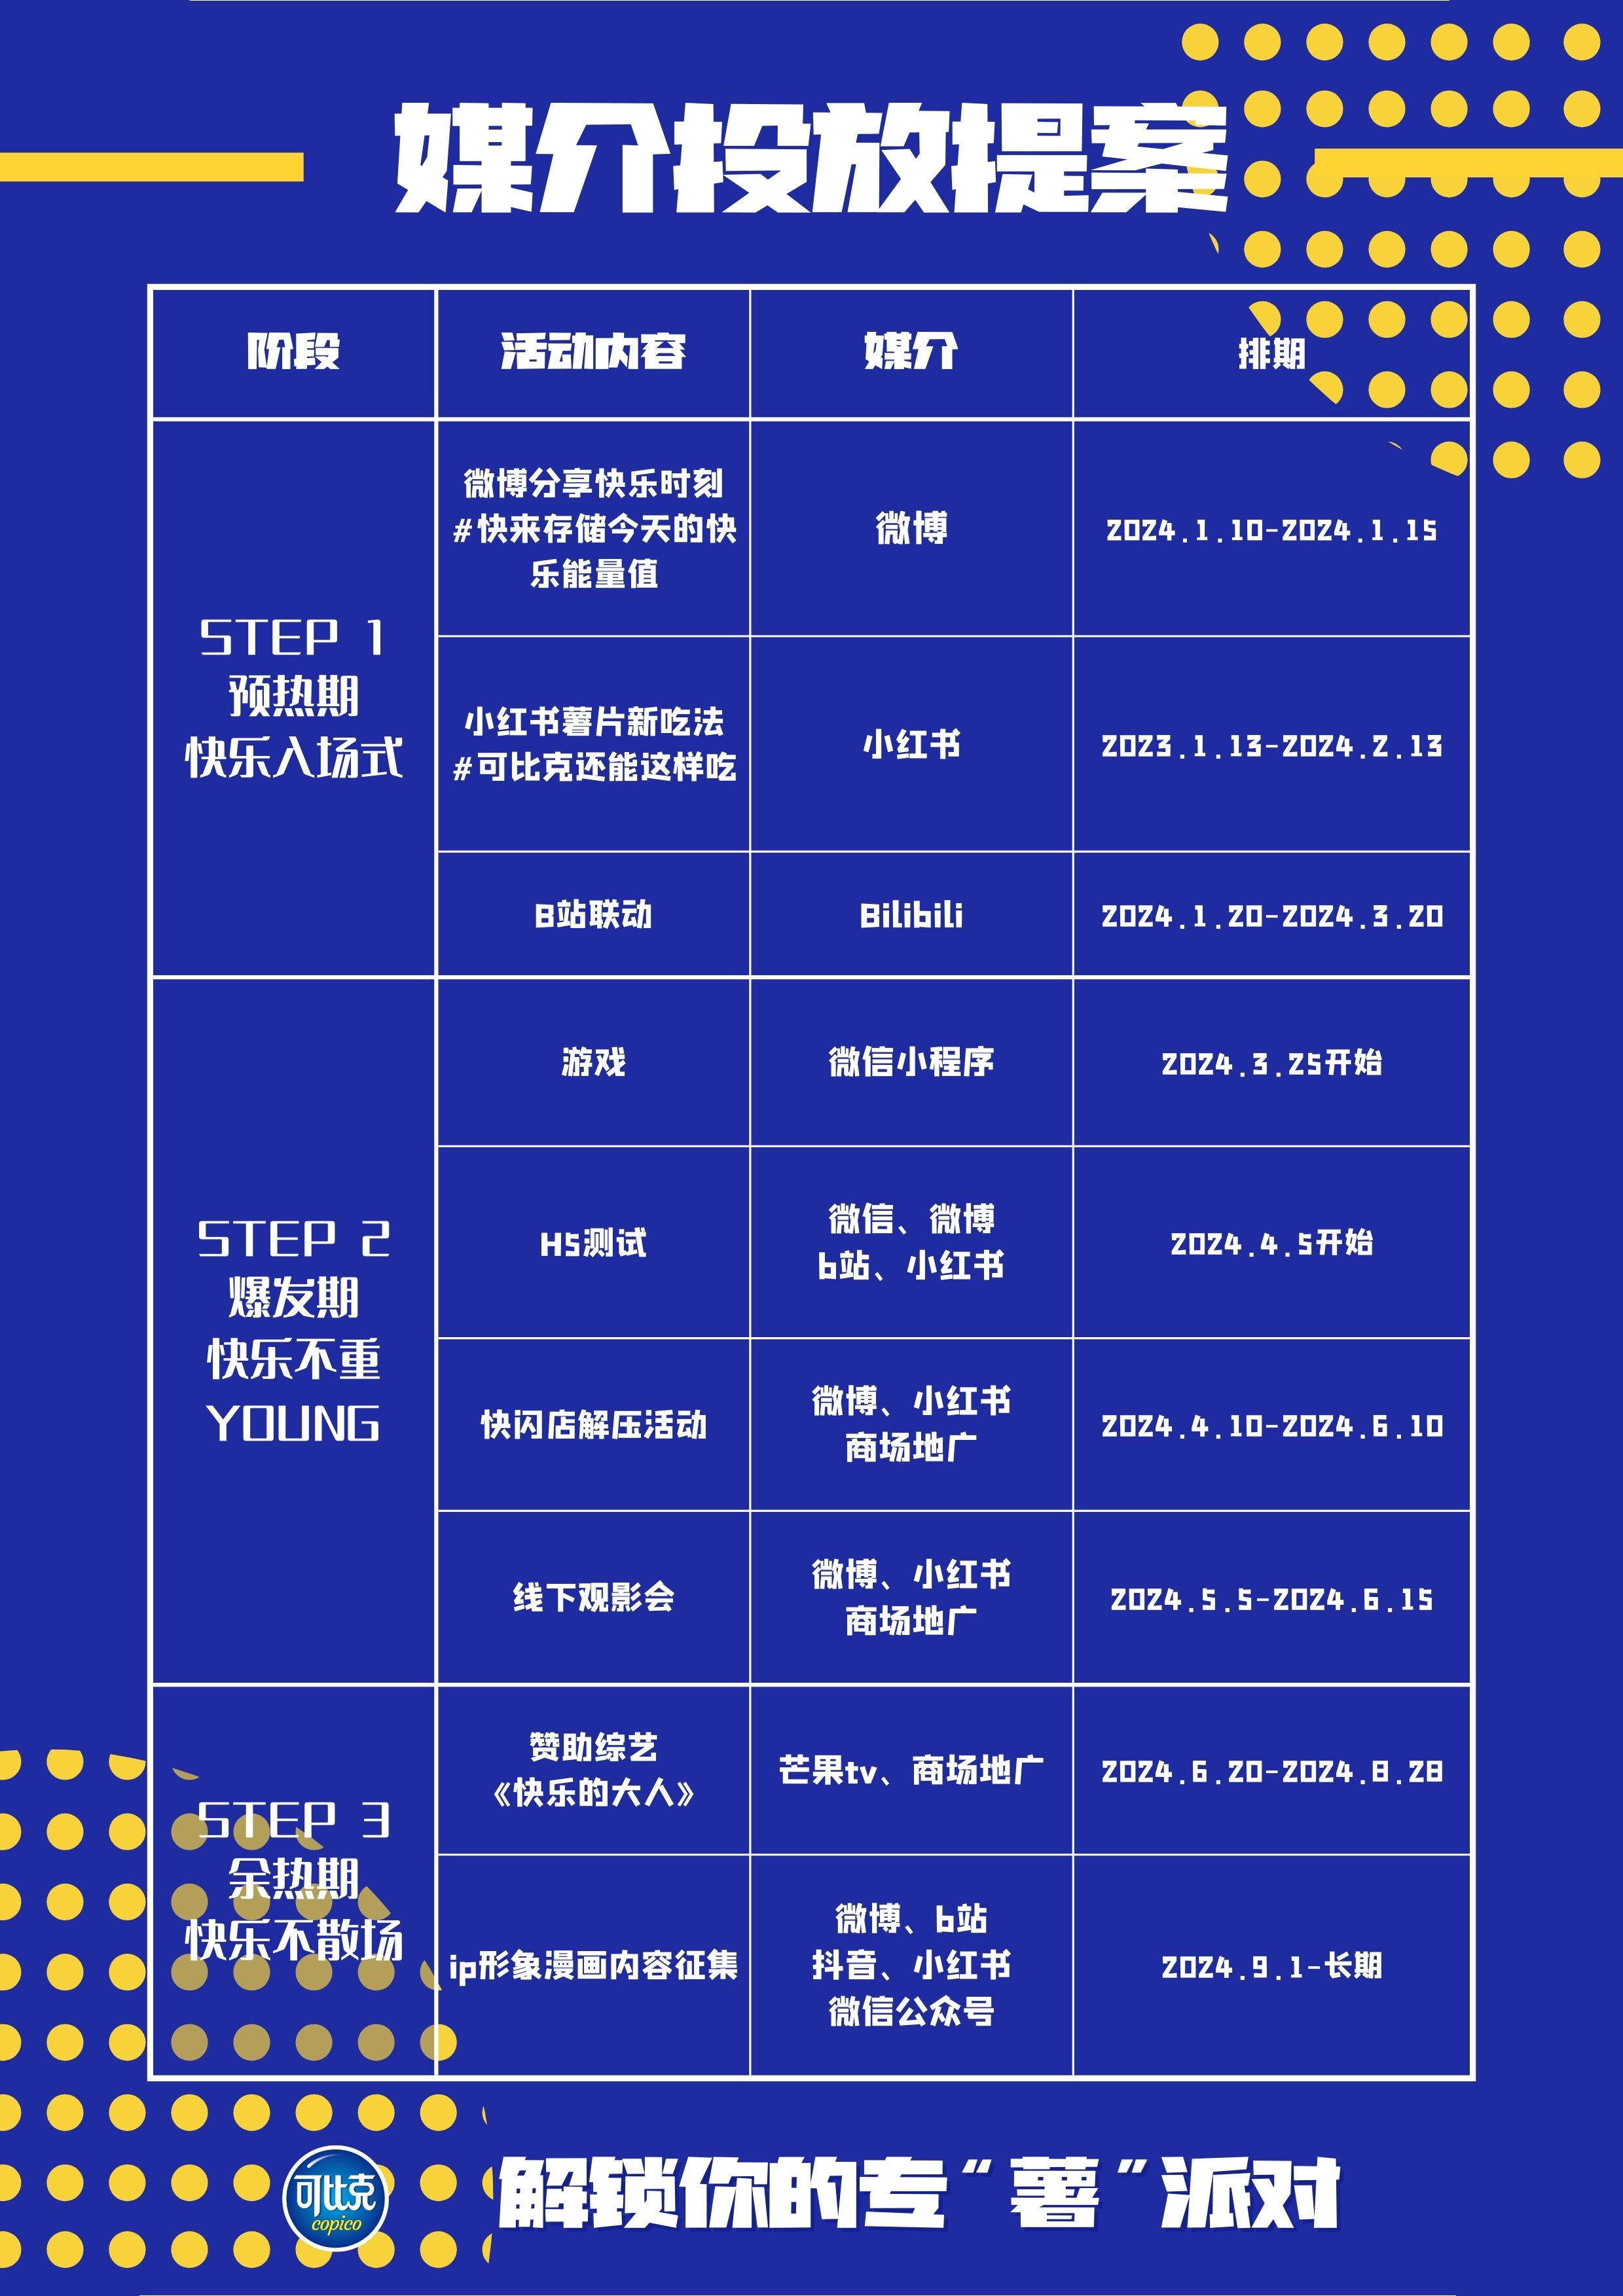 媒介投放提案
阶段 活动内容 媒介 排期
STEP 1
预热期
快乐入场式
微博分享快乐时刻
#快来存储今天的快
乐能量值
微博
2024.1.10-2024.1.15
小红书薯片新吃法
#可比克还能这样吃
小红书
2023.1.13-2024.2.13
B站联动
Bilibili
2024.1.20-2024.3.20
STEP 2
爆发期
快乐不重
YOUNG
游戏
微信小程序
2024.3.25开始
H5测试
微信、微博
b站、小红书
2024.4.5开始
快闪店解压活动
微博、小红书
商场地广
2024.4.10-2024.6.10
线下观影会
微博、小红书
商场地广
2024.5.5-2024.6.15
STEP 3
余热期
快乐不散场
赞助综艺
《快乐的大人》
芒果tv、商场地广
2024.6.20-2024.8.28
ip形象漫画内容征集
微博、b站
抖音、小红书
微信公众号
2024.9.1-长期
可比克
copico
解锁你的专“薯”派对